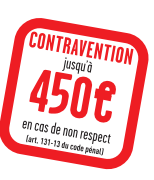 CONTRAVENTION
jusqu'à
450€
en cas de non respect
(art. 131-13 du code pénal)